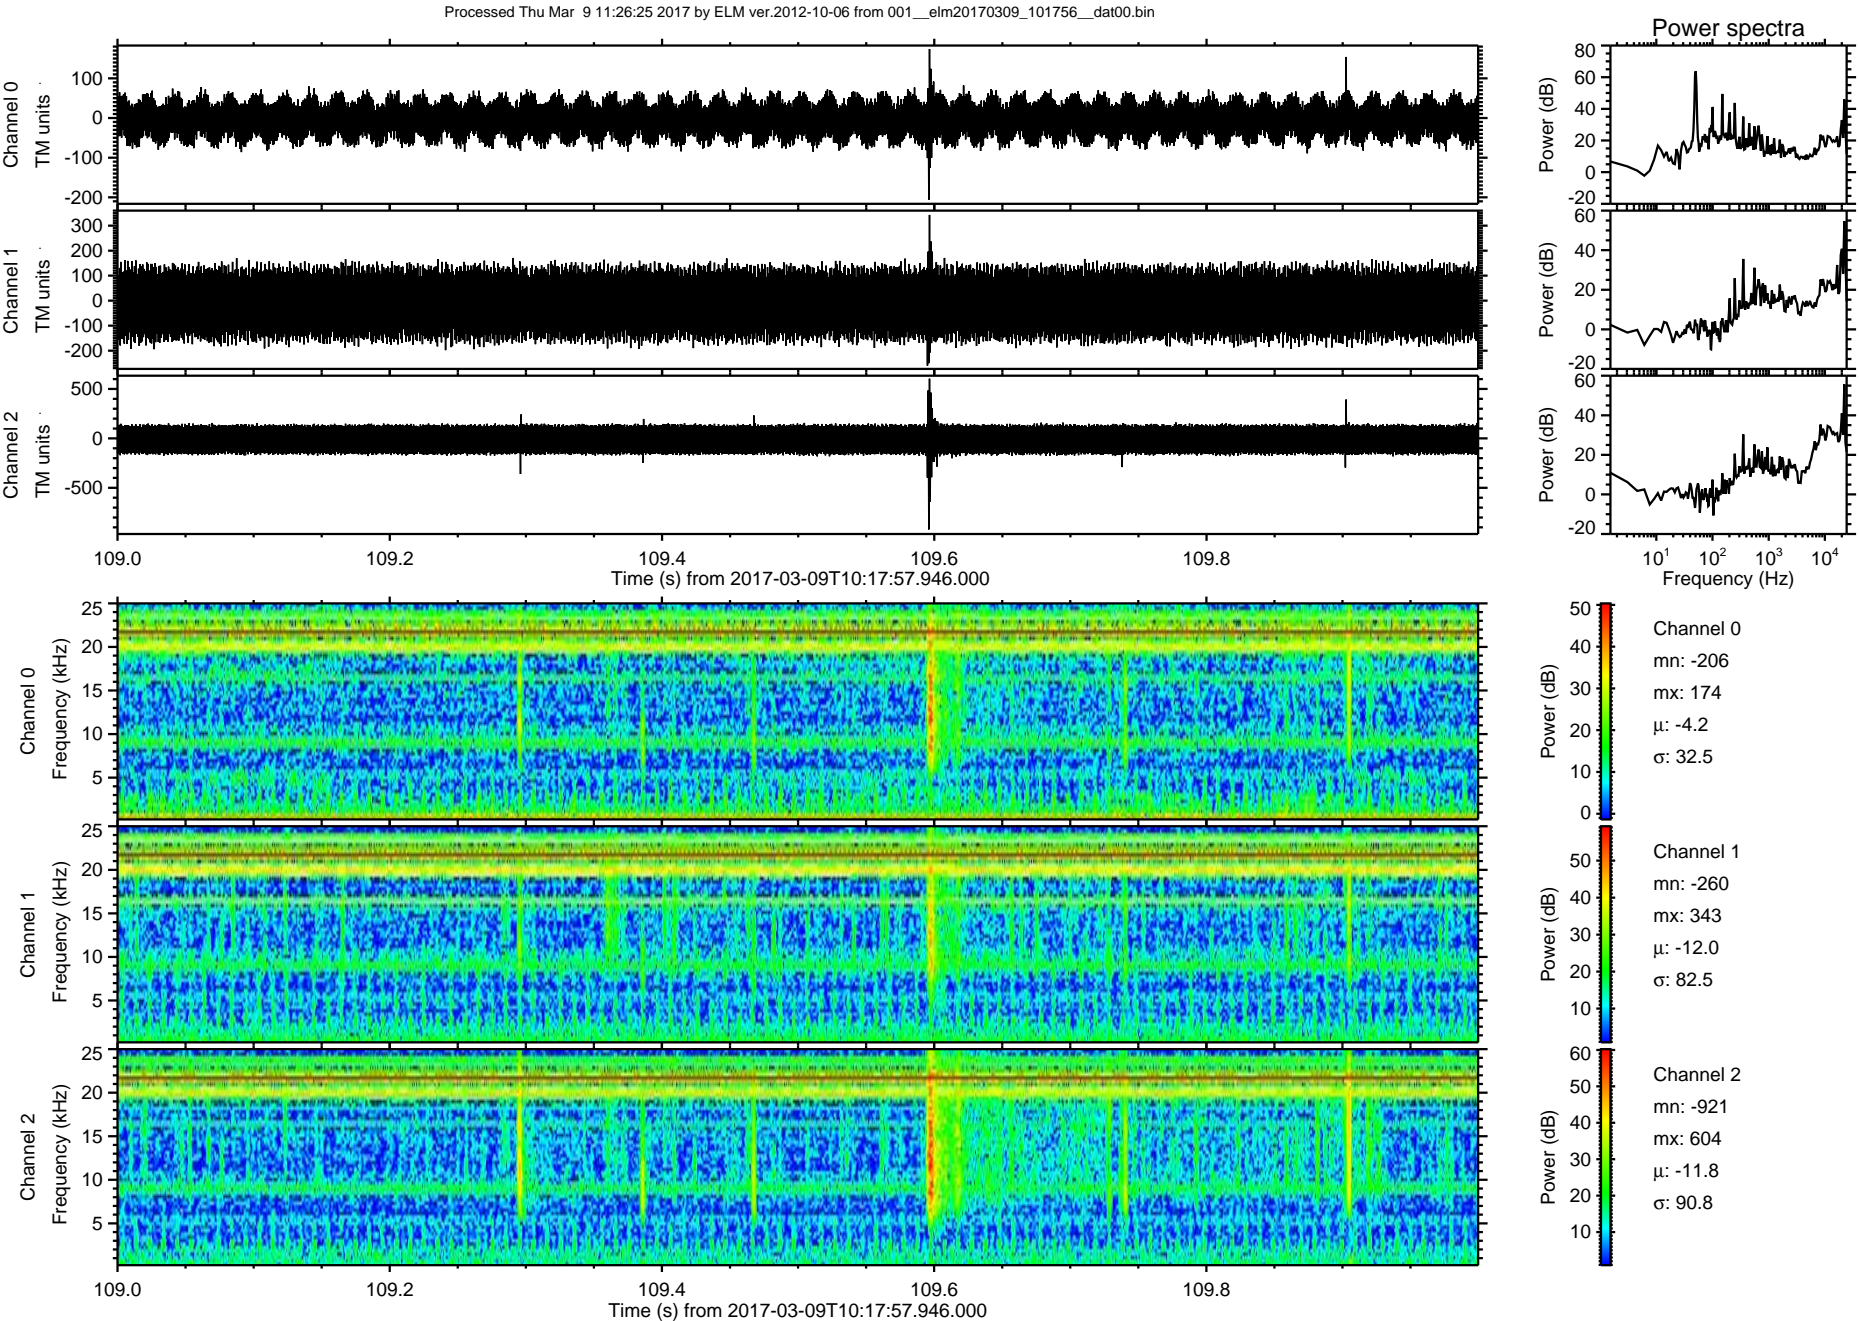 Processed Thu Mar  9 11:26:25 2017 by ELM ver.2012-10-06 from 001__elm20170309_101756__dat00.bin
Power spectra
Channel 0
TM units
100
0
-100
-200
Power (dB)
80
60
40
20
0
-20
Channel 1
TM units
300
200
100
0
-100
-200
Power (dB)
60
40
20
0
-20
Channel 2
TM units
500
0
-500
Power (dB)
60
40
20
0
-20
109.0
109.2
109.4
109.6
109.8
Time (s) from 2017-03-09T10:17:57.946.000
10¹
10²
10³
10⁴
Frequency (Hz)
Channel 0
Frequency (kHz)
25
20
15
10
5
Power (dB)
50
40
30
20
10
0
Channel 0
mn: -206
mx: 174
μ: -4.2
σ: 32.5
Channel 1
Frequency (kHz)
25
20
15
10
5
Power (dB)
50
40
30
20
10
Channel 1
mn: -260
mx: 343
μ: -12.0
σ: 82.5
Channel 2
Frequency (kHz)
25
20
15
10
5
Power (dB)
60
50
40
30
20
10
Channel 2
mn: -921
mx: 604
μ: -11.8
σ: 90.8
109.0
109.2
109.4
109.6
109.8
Time (s) from 2017-03-09T10:17:57.946.000